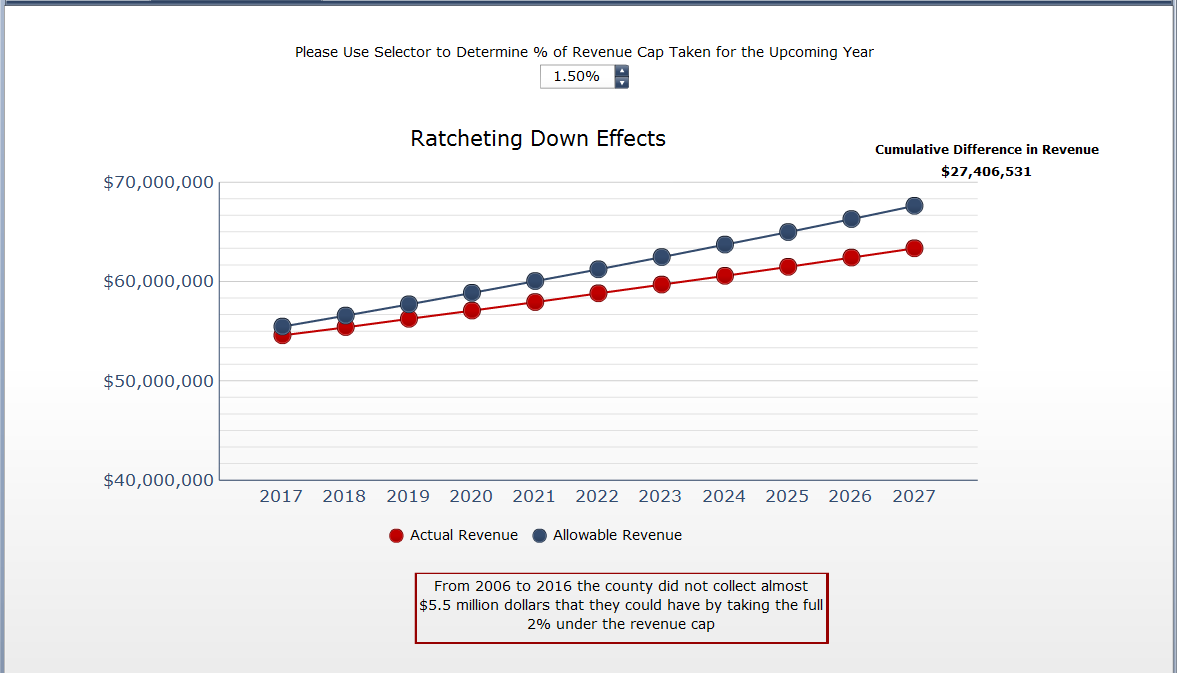 Please Use Selector to Determine % of Revenue Cap Taken for the Upcoming Year
1.50%
Ratcheting Down Effects
Cumulative Difference in Revenue
$27,406,531
$70,000,000
$60,000,000
$50,000,000
$40,000,000
2017 2018 2019 2020 2021 2022 2023 2024 2025 2026 2027
Actual Revenue Allowable Revenue
From 2006 to 2016 the county did not collect almost
$5.5 million dollars that they could have by taking the full
2% under the revenue cap